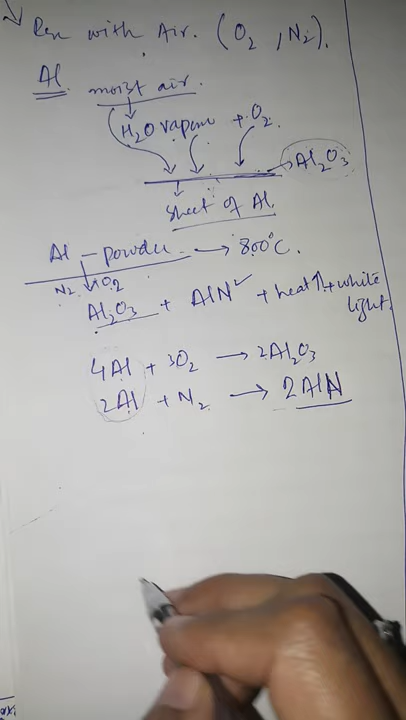 Rxn with Air. (O₂, N₂).
Al moist air.
H₂O vapour + O₂.
Al₂O₃
Sheet of Al.
Al - powder → 800°C.
N₂ ↓ O₂
Al₂O₃ + AlN ✓ + heat ↑ + white
light.
4Al + 3O₂ → 2Al₂O₃
2Al + N₂ → 2AlN